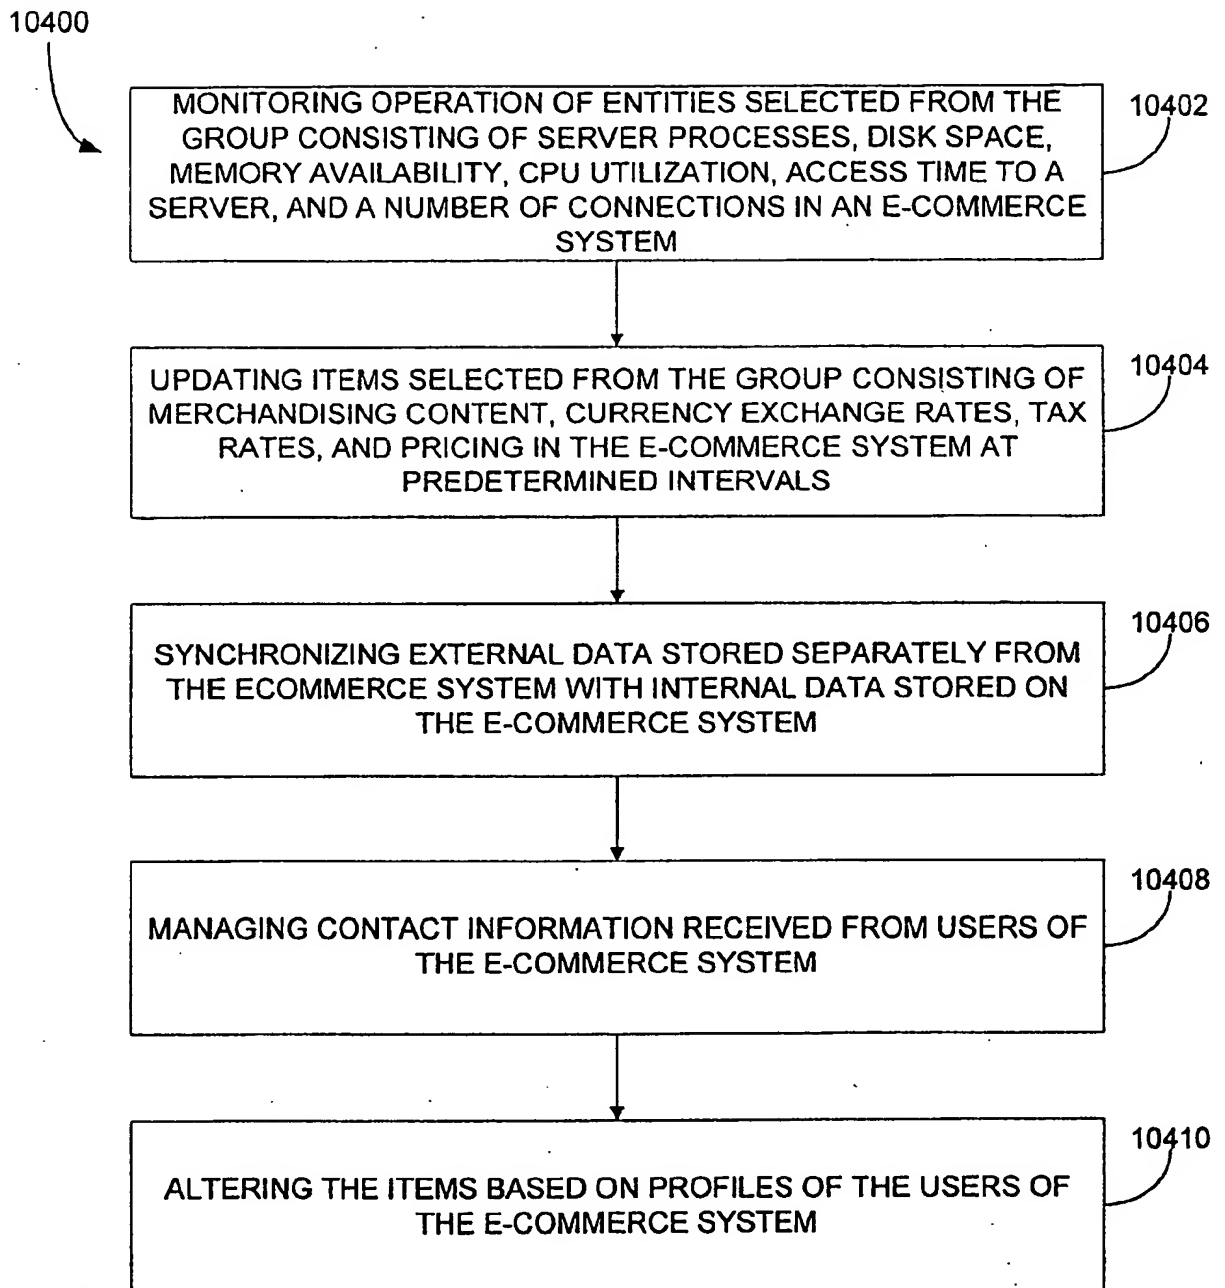 10400
MONITORING OPERATION OF ENTITIES SELECTED FROM THE
GROUP CONSISTING OF SERVER PROCESSES, DISK SPACE,
MEMORY AVAILABILITY, CPU UTILIZATION, ACCESS TIME TO A
SERVER, AND A NUMBER OF CONNECTIONS IN AN E-COMMERCE
SYSTEM
10402
UPDATING ITEMS SELECTED FROM THE GROUP CONSISTING OF
MERCHANDISING CONTENT, CURRENCY EXCHANGE RATES, TAX
RATES, AND PRICING IN THE E-COMMERCE SYSTEM AT
PREDETERMINED INTERVALS
10404
SYNCHRONIZING EXTERNAL DATA STORED SEPARATELY FROM
THE ECOMMERCE SYSTEM WITH INTERNAL DATA STORED ON
THE E-COMMERCE SYSTEM
10406
MANAGING CONTACT INFORMATION RECEIVED FROM USERS OF
THE E-COMMERCE SYSTEM
10408
ALTERING THE ITEMS BASED ON PROFILES OF THE USERS OF
THE E-COMMERCE SYSTEM
10410